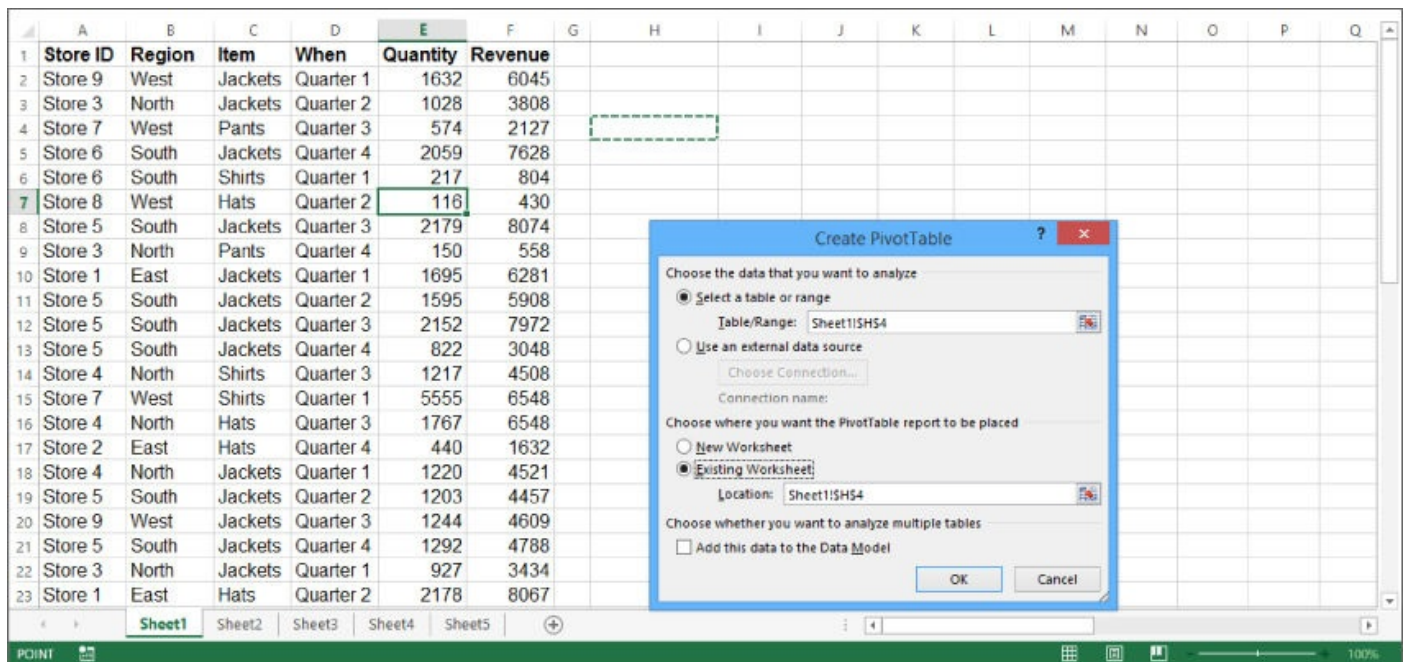 A B C D E F G H I J K L M N O P Q
1 Store ID Region Item When Quantity Revenue
2 Store 9 West Jackets Quarter 1 1632 6045
3 Store 3 North Jackets Quarter 2 1028 3808
4 Store 7 West Pants Quarter 3 574 2127
5 Store 6 South Jackets Quarter 4 2059 7628
6 Store 6 South Shirts Quarter 1 217 804
7 Store 8 West Hats Quarter 2 116 430
8 Store 5 South Jackets Quarter 3 2179 8074
9 Store 3 North Pants Quarter 4 150 558
10 Store 1 East Jackets Quarter 1 1695 6281
11 Store 5 South Jackets Quarter 2 1595 5908
12 Store 5 South Jackets Quarter 3 2152 7972
13 Store 5 South Jackets Quarter 4 822 3048
14 Store 4 North Shirts Quarter 3 1217 4508
15 Store 7 West Shirts Quarter 1 5555 6548
16 Store 4 North Hats Quarter 3 1767 6548
17 Store 2 East Hats Quarter 4 440 1632
18 Store 4 North Jackets Quarter 1 1220 4521
19 Store 5 South Jackets Quarter 2 1203 4457
20 Store 9 West Jackets Quarter 3 1244 4609
21 Store 5 South Jackets Quarter 4 1292 4788
22 Store 3 North Jackets Quarter 1 927 3434
23 Store 1 East Hats Quarter 2 2178 8067
Create PivotTable ?
Choose the data that you want to analyze
Select a table or range
Table/Range: Sheet1!$H$4
Use an external data source
Choose Connection...
Connection name:
Choose where you want the PivotTable report to be placed
New Worksheet
Existing Worksheet
Location: Sheet1!$H$4
Choose whether you want to analyze multiple tables
Add this data to the Data Model
OK Cancel
Sheet1 Sheet2 Sheet3 Sheet4 Sheet5
POINT 100%